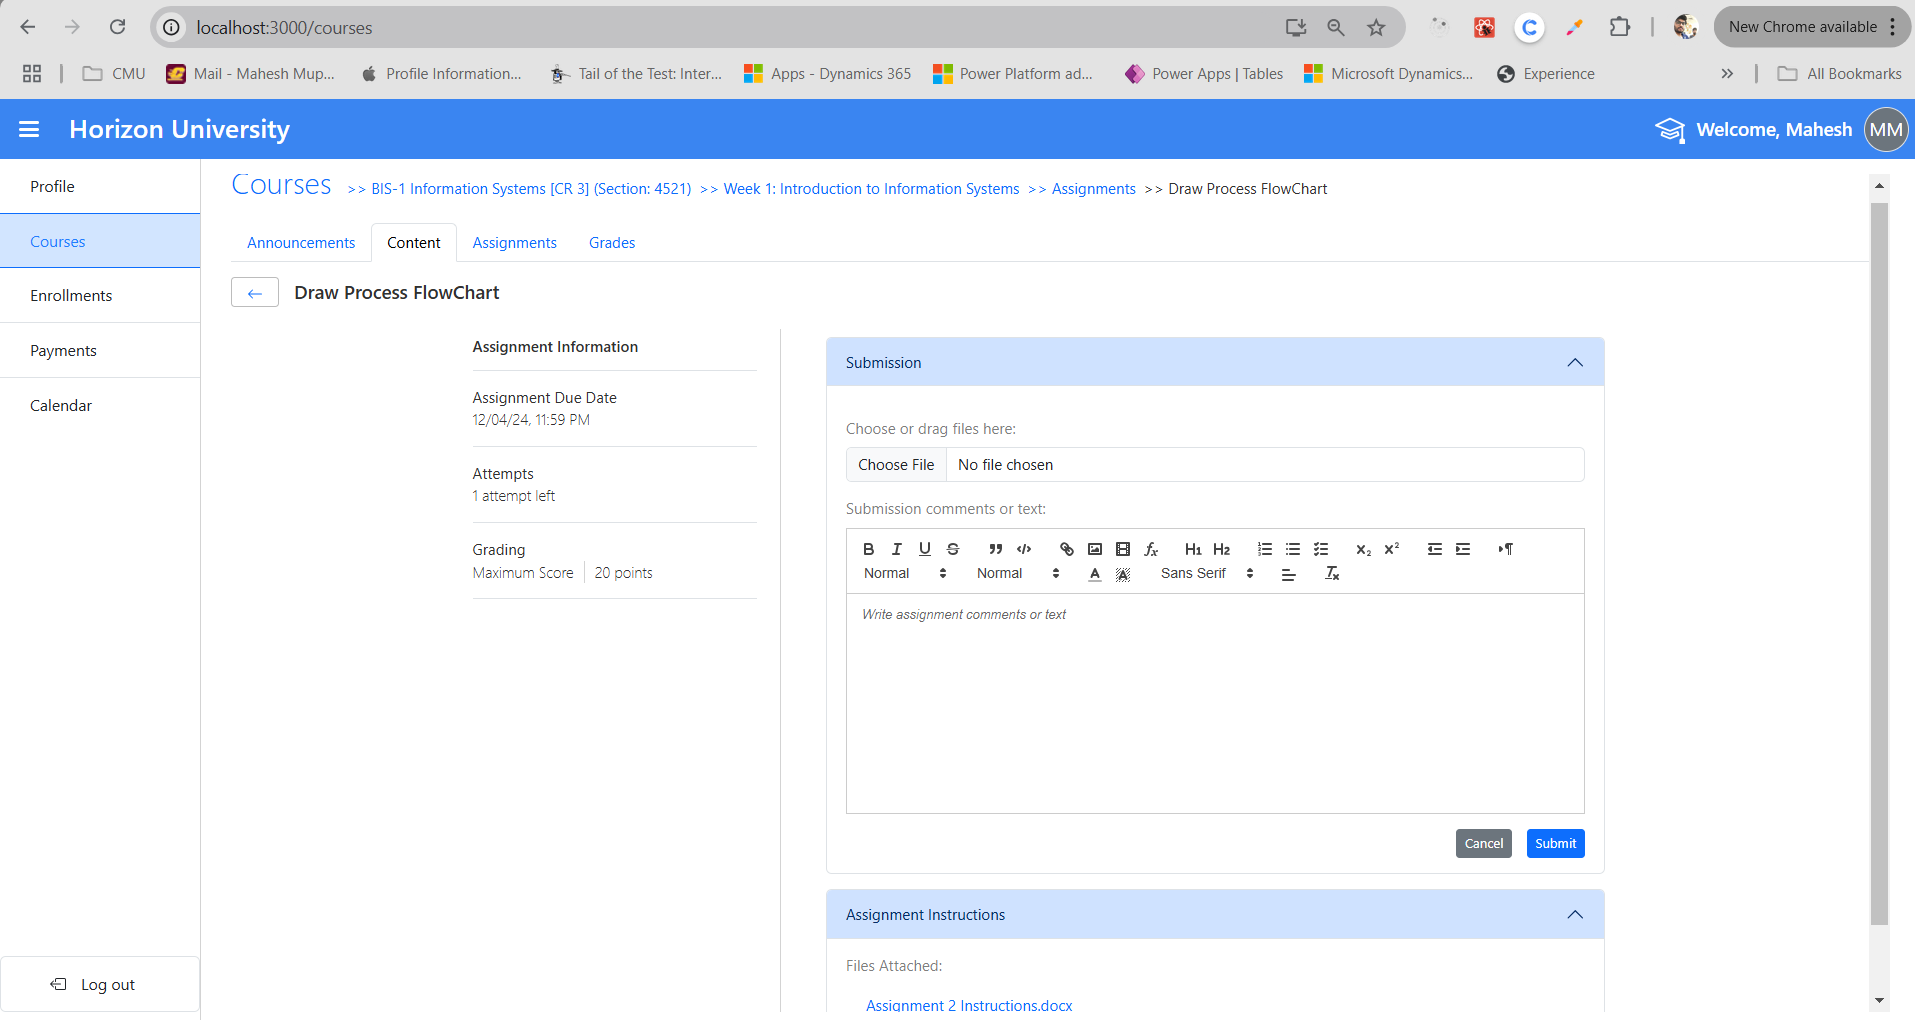 localhost:3000/courses
New Chrome available
CMU
Mail - Mahesh Mup...
Profile Information...
Tail of the Test: Inter...
Apps - Dynamics 365
Power Platform ad...
Power Apps | Tables
Microsoft Dynamics...
Experience
All Bookmarks
Horizon University
Welcome, Mahesh
MM
Profile
Courses
Enrollments
Payments
Calendar
Log out
Courses >> BIS-1 Information Systems [CR 3] (Section: 4521) >> Week 1: Introduction to Information Systems >> Assignments >> Draw Process FlowChart
Announcements
Content
Assignments
Grades
Draw Process FlowChart
Assignment Information
Assignment Due Date
12/04/24, 11:59 PM
Attempts
1 attempt left
Grading
Maximum Score | 20 points
Submission
Choose or drag files here:
Choose File No file chosen
Submission comments or text:
B I U S H1 H2 x2 x2
Normal Normal A A Sans Serif Tx
Write assignment comments or text
Cancel
Submit
Assignment Instructions
Files Attached:
Assignment 2 Instructions.docx